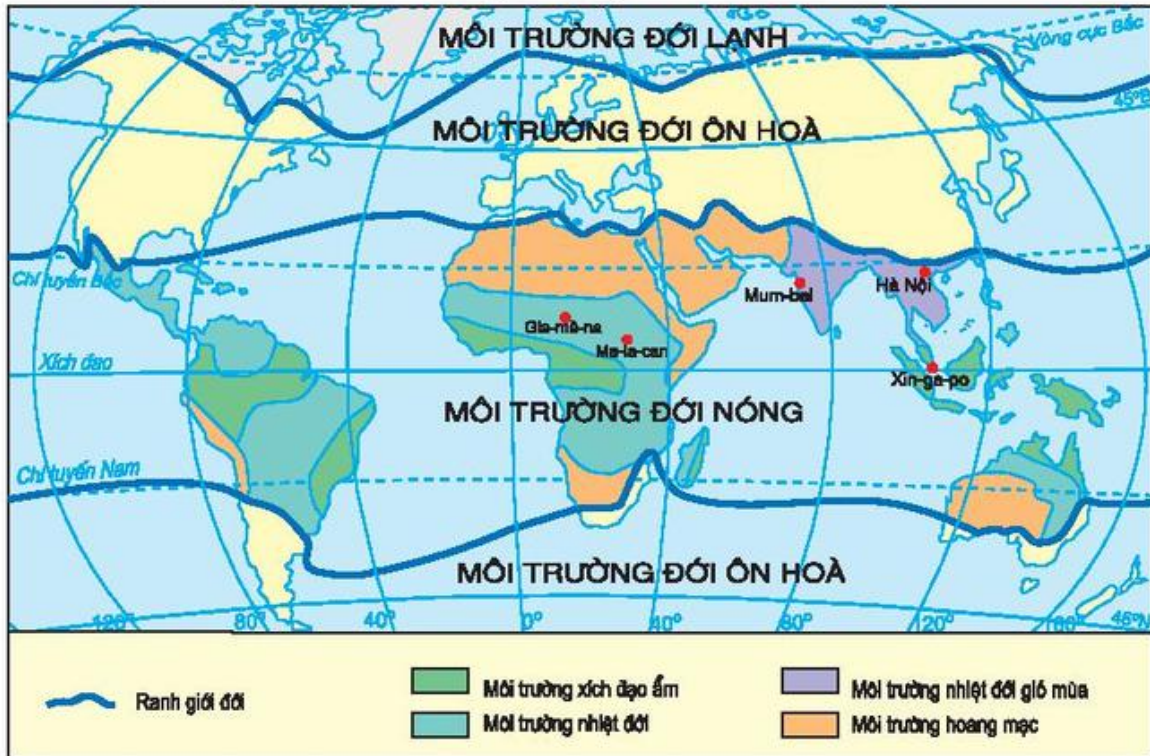 MÔI TRƯỜNG ĐỚI LẠNH
Vòng cực Bắc
45°B
MÔI TRƯỜNG ĐỚI ÔN HOÀ
Chí tuyến Bắc
Mum-bai
Hà Nội
Gia-mê-na
Ma-la-can
Xích đạo
Xin-ga-po
MÔI TRƯỜNG ĐỚI NÓNG
Chí tuyến Nam
MÔI TRƯỜNG ĐỚI ÔN HOÀ
120° 80° 40° 0° 40° 80° 120° 160° 45°N
Ranh giới đới
Môi trường xích đạo ẩm
Môi trường nhiệt đới
Môi trường nhiệt đới gió mùa
Môi trường hoang mạc